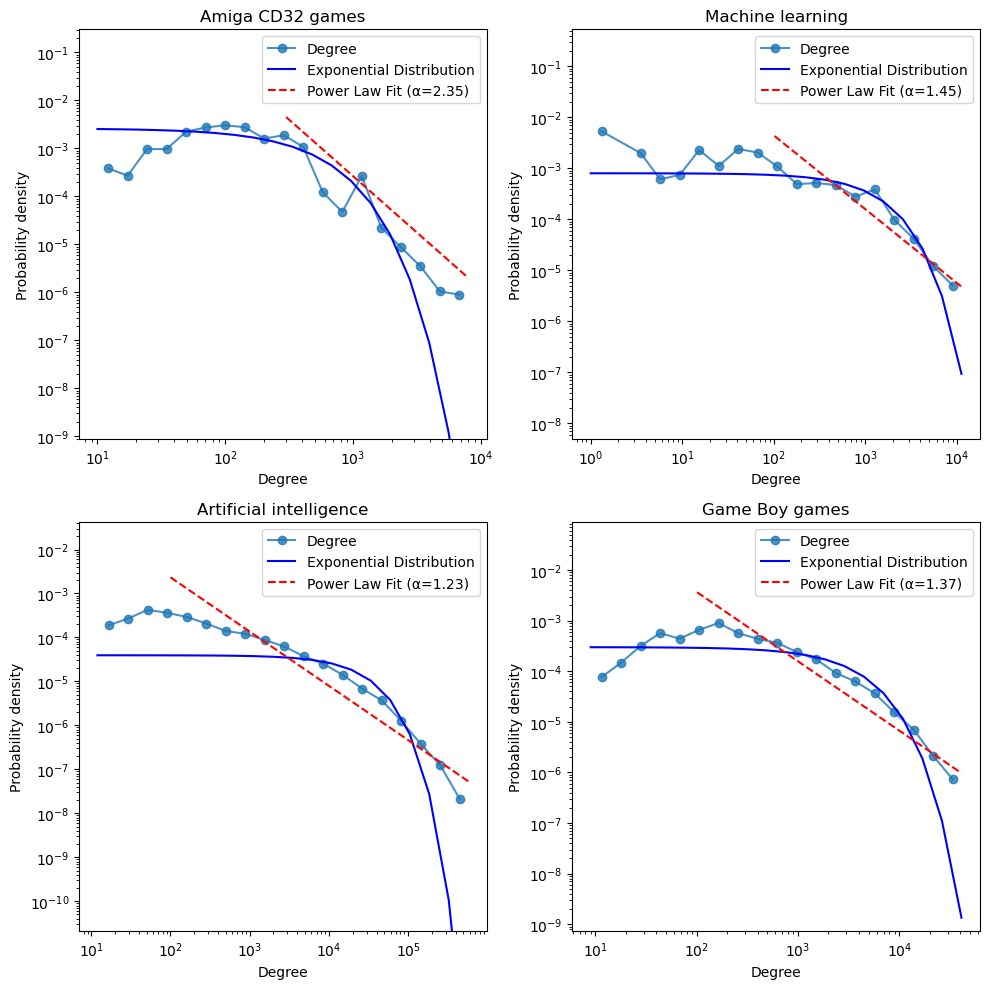 Amiga CD32 games
Degree
Exponential Distribution
Power Law Fit (α=2.35)
Probability density
10⁻¹
10⁻²
10⁻³
10⁻⁴
10⁻⁵
10⁻⁶
10⁻⁷
10⁻⁸
10⁻⁹
10¹ 10² 10³ 10⁴
Degree
Machine learning
Degree
Exponential Distribution
Power Law Fit (α=1.45)
Probability density
10⁻¹
10⁻²
10⁻³
10⁻⁴
10⁻⁵
10⁻⁶
10⁻⁷
10⁻⁸
10⁰ 10¹ 10² 10³ 10⁴
Degree
Artificial intelligence
Degree
Exponential Distribution
Power Law Fit (α=1.23)
Probability density
10⁻²
10⁻³
10⁻⁴
10⁻⁵
10⁻⁶
10⁻⁷
10⁻⁸
10⁻⁹
10⁻¹⁰
10¹ 10² 10³ 10⁴ 10⁵
Degree
Game Boy games
Degree
Exponential Distribution
Power Law Fit (α=1.37)
Probability density
10⁻²
10⁻³
10⁻⁴
10⁻⁵
10⁻⁶
10⁻⁷
10⁻⁸
10⁻⁹
10¹ 10² 10³ 10⁴
Degree